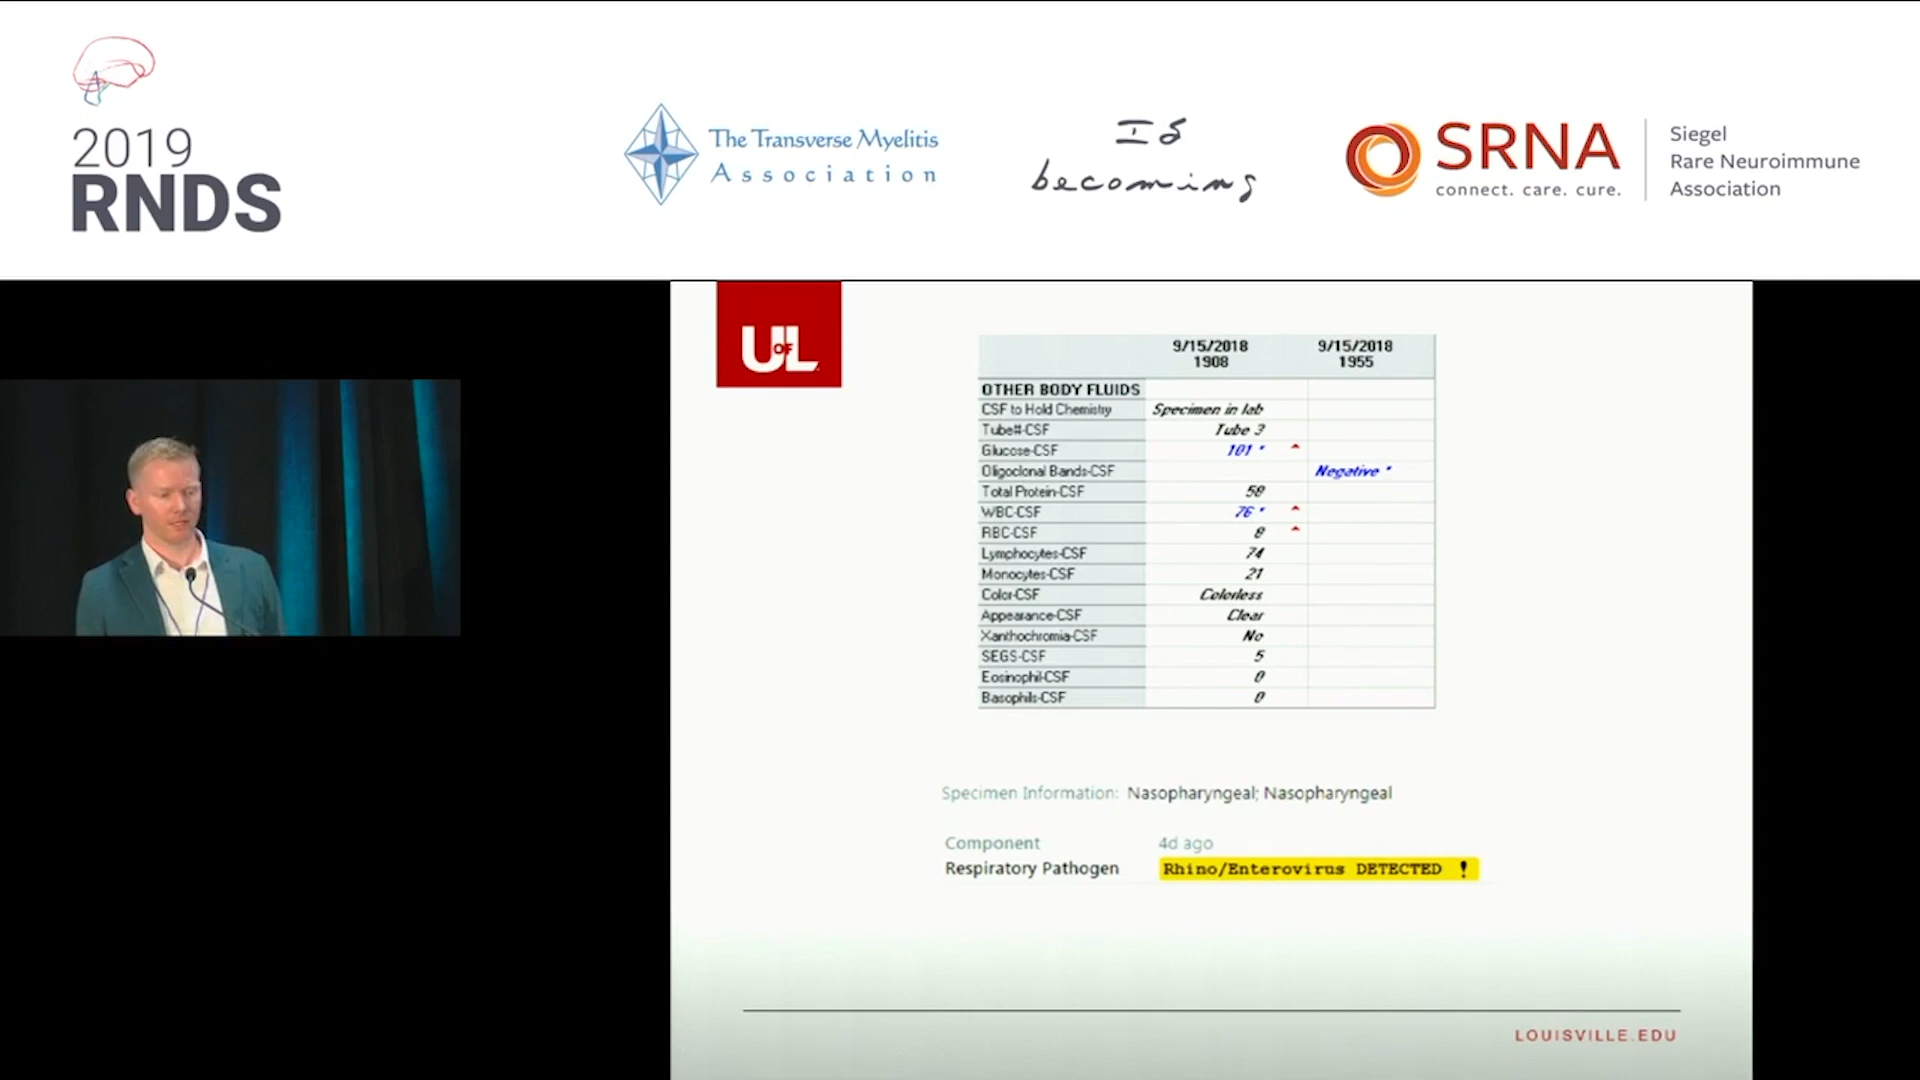 2019
RNDS
The Transverse Myelitis
Association
Is
becoming
SRNA
connect. care. cure.
Siegel
Rare Neuroimmune
Association
UofL
9/15/2018 9/15/2018
1908 1955
OTHER BODY FLUIDS
CSF to Hold Chemistry Specimen in lab
Tube#-CSF Tube 3
Glucose-CSF 101 *
Oligoclonal Bands-CSF Negative *
Total Protein-CSF 50
WBC-CSF 76 *
RBC-CSF 8
Lymphocytes-CSF 74
Monocytes-CSF 21
Color-CSF Colorless
Appearance-CSF Clear
Xanthochromia-CSF No
SEGS-CSF 5
Eosinophil-CSF 0
Basophils-CSF 0
Specimen Information: Nasopharyngeal; Nasopharyngeal
Component 4d ago
Respiratory Pathogen Rhino/Enterovirus DETECTED !
LOUISVILLE.EDU